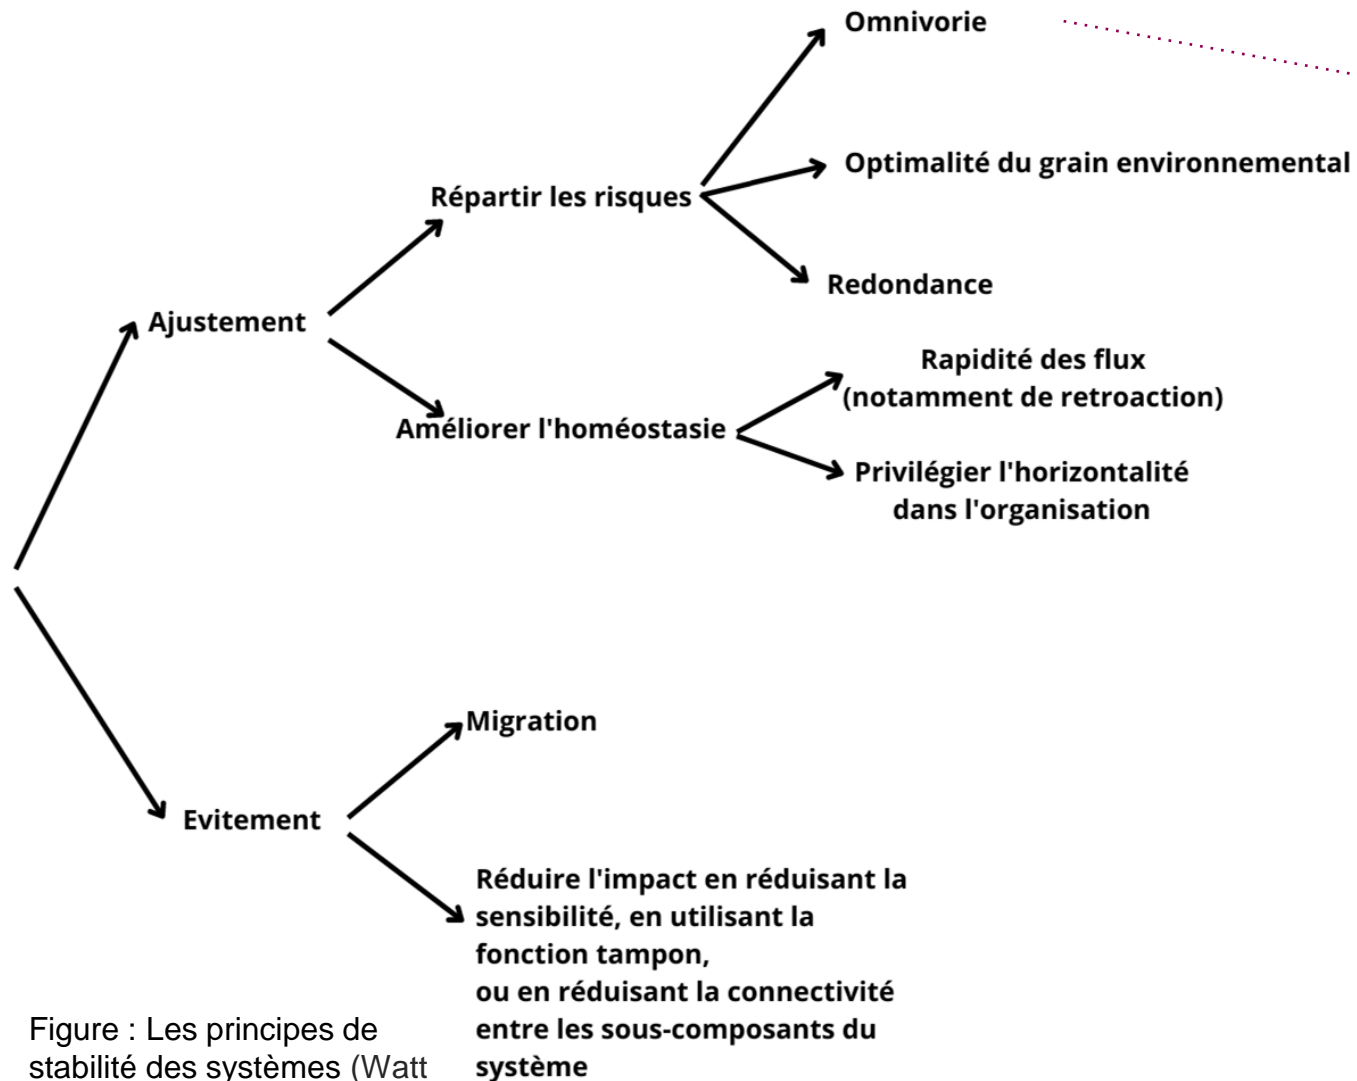 Omnivorie
Optimalité du grain environnemental
Répartir les risques
Redondance
Ajustement
Rapidité des flux
(notamment de retroaction)
Améliorer l'homéostasie
Privilégier l'horizontalité
dans l'organisation
Migration
Evitement
Réduire l'impact en réduisant la
sensibilité, en utilisant la
fonction tampon,
ou en réduisant la connectivité
entre les sous-composants du
système
Figure : Les principes de
stabilité des systèmes (Watt